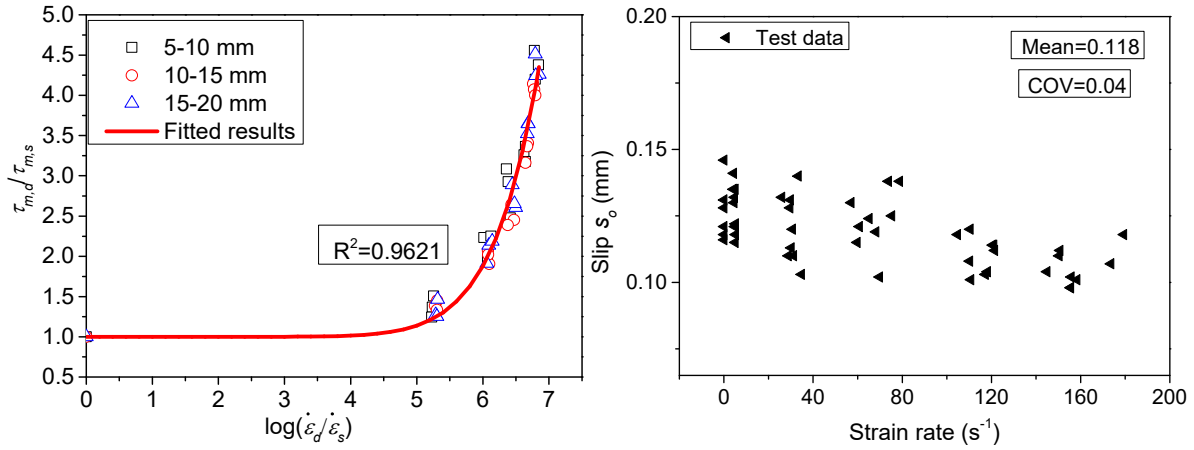 5-10 mm
10-15 mm
15-20 mm
Fitted results
R²=0.9621
τm,d/τm,s
5.0
4.5
4.0
3.5
3.0
2.5
2.0
1.5
1.0
0.5
0 1 2 3 4 5 6 7
log(ε̇d/ε̇s)
Test data
Mean=0.118
COV=0.04
Slip so (mm)
0.20
0.15
0.10
0 40 80 120 160 200
Strain rate (s⁻¹)